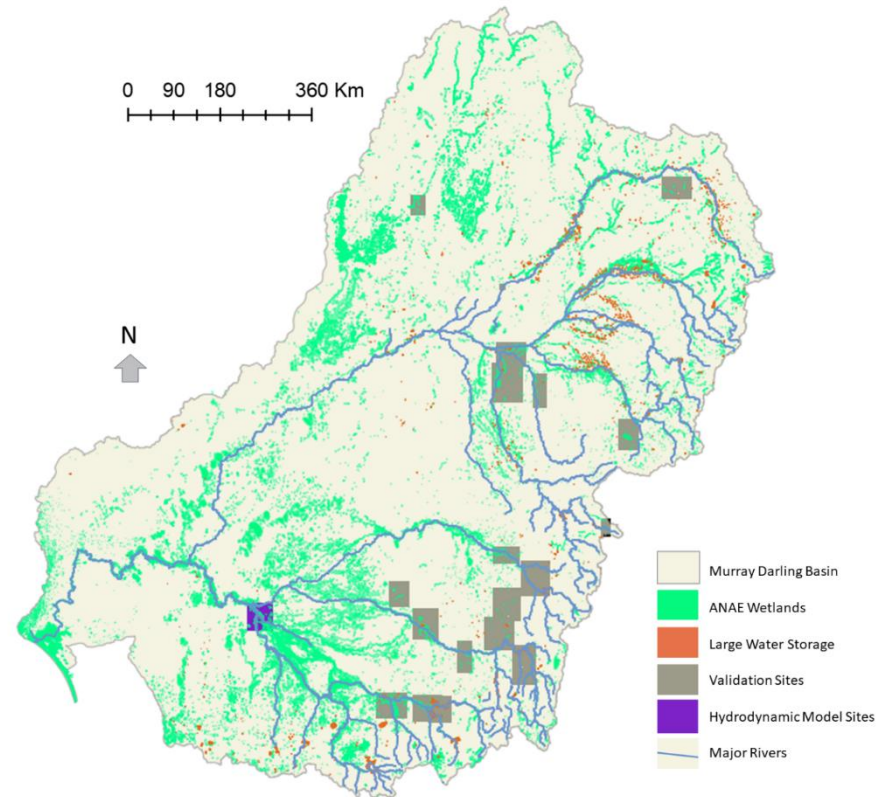 0 90 180 360 Km
N
Murray Darling Basin
ANAE Wetlands
Large Water Storage
Validation Sites
Hydrodynamic Model Sites
Major Rivers